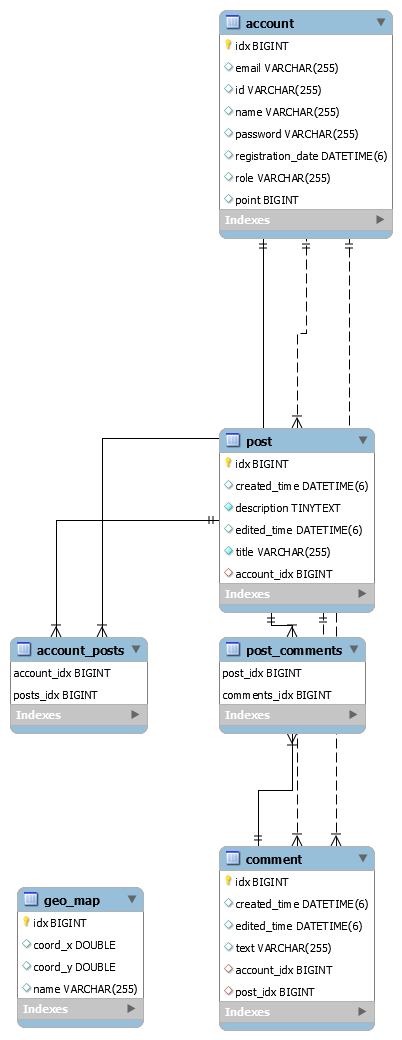 account
idx BIGINT
email VARCHAR(255)
id VARCHAR(255)
name VARCHAR(255)
password VARCHAR(255)
registration_date DATETIME(6)
role VARCHAR(255)
point BIGINT
Indexes
post
idx BIGINT
created_time DATETIME(6)
description TINYTEXT
edited_time DATETIME(6)
title VARCHAR(255)
account_idx BIGINT
Indexes
account_posts
account_idx BIGINT
posts_idx BIGINT
Indexes
post_comments
post_idx BIGINT
comments_idx BIGINT
Indexes
comment
idx BIGINT
created_time DATETIME(6)
edited_time DATETIME(6)
text VARCHAR(255)
account_idx BIGINT
post_idx BIGINT
Indexes
geo_map
idx BIGINT
coord_x DOUBLE
coord_y DOUBLE
name VARCHAR(255)
Indexes